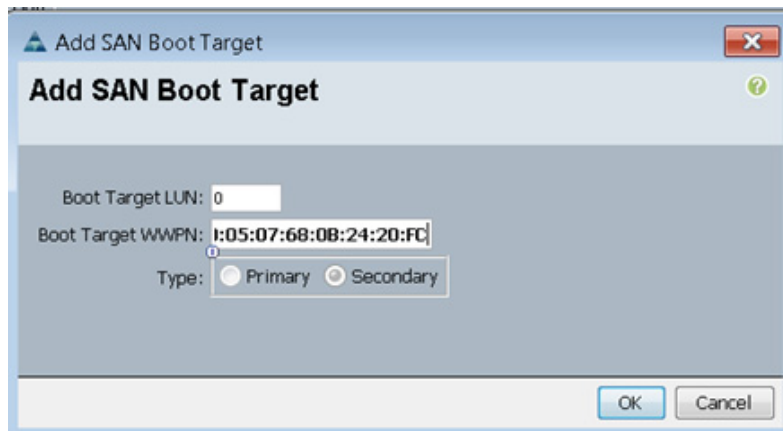 Add SAN Boot Target
Add SAN Boot Target
Boot Target LUN: 0
Boot Target WWPN: :05:07:68:0B:24:20:FC
Type: Primary Secondary
OK Cancel